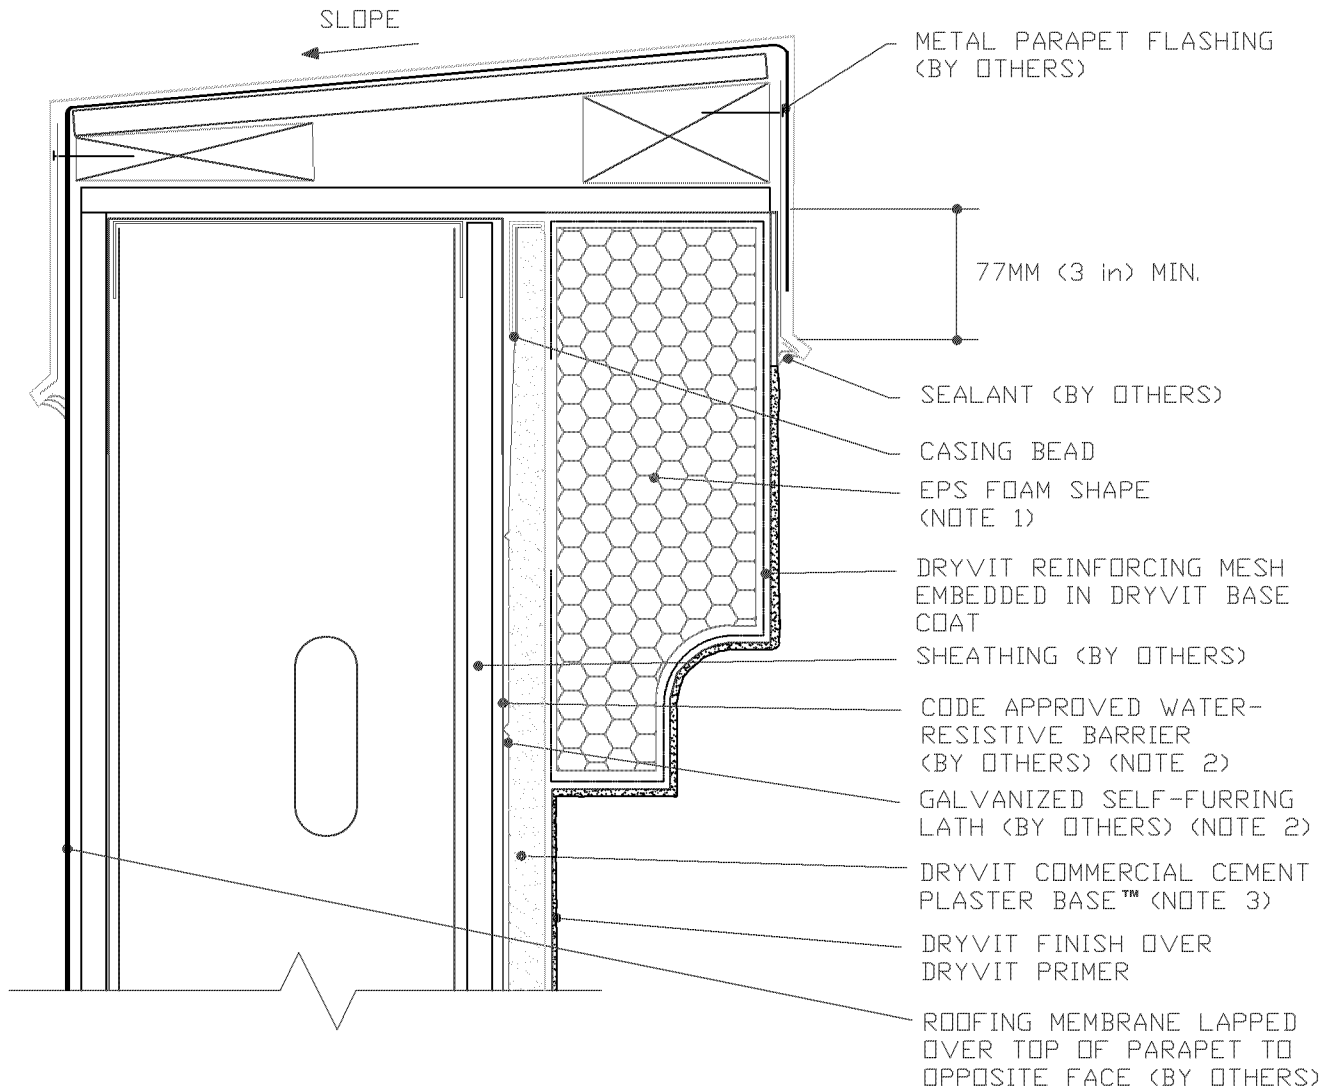 SLOPE
METAL PARAPET FLASHING
(BY OTHERS)
77MM (3 in) MIN.
SEALANT (BY OTHERS)
CASING BEAD
EPS FOAM SHAPE
(NOTE 1)
DRYVIT REINFORCING MESH
EMBEDDED IN DRYVIT BASE
COAT
SHEATHING (BY OTHERS)
CODE APPROVED WATER-
RESISTIVE BARRIER
(BY OTHERS) (NOTE 2)
GALVANIZED SELF-FURRING
LATH (BY OTHERS) (NOTE 2)
DRYVIT COMMERCIAL CEMENT
PLASTER BASE™ (NOTE 3)
DRYVIT FINISH OVER
DRYVIT PRIMER
ROOFING MEMBRANE LAPPED
OVER TOP OF PARAPET TO
OPPOSITE FACE (BY OTHERS)